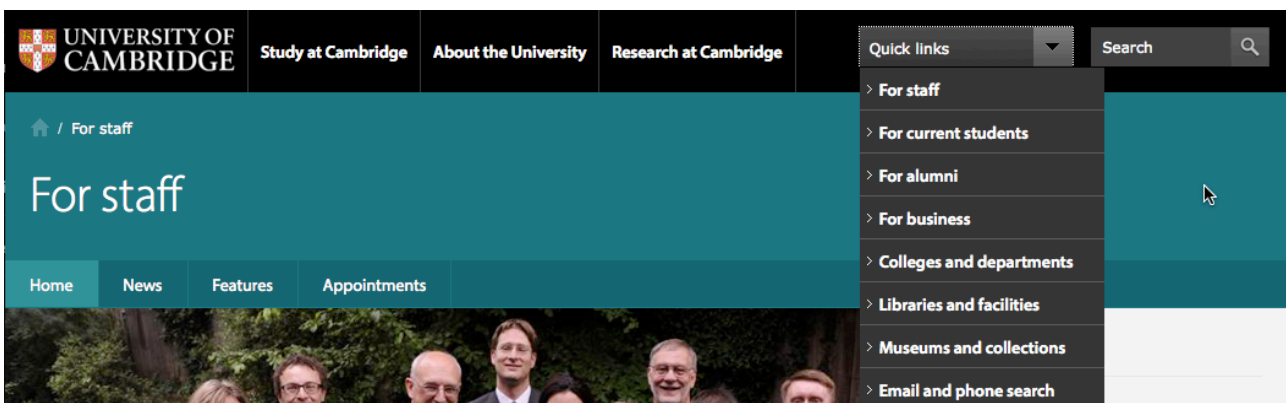 UNIVERSITY OF
CAMBRIDGE
Study at Cambridge
About the University
Research at Cambridge
Quick links
Search
> For staff
> For current students
> For alumni
> For business
> Colleges and departments
> Libraries and facilities
> Museums and collections
> Email and phone search
/ For staff
For staff
Home
News
Features
Appointments